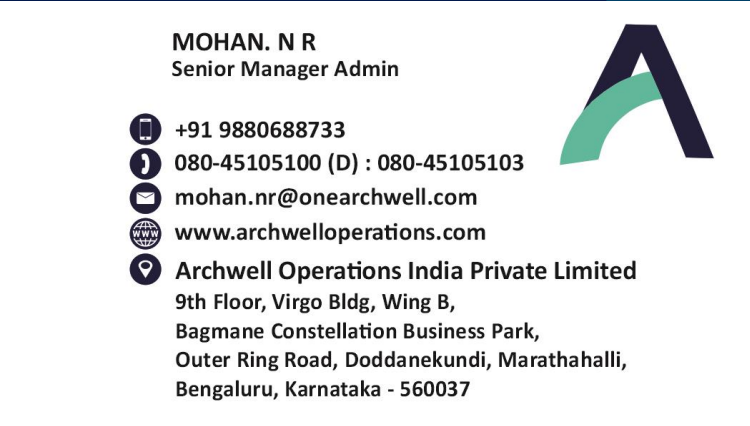 MOHAN. N R
Senior Manager Admin
+91 9880688733
080-45105100 (D) : 080-45105103
mohan.nr@onearchwell.com
www.archwelloperations.com
WWW
Archwell Operations India Private Limited
9th Floor, Virgo Bldg, Wing B,
Bagmane Constellation Business Park,
Outer Ring Road, Doddanekundi, Marathahalli,
Bengaluru, Karnataka - 560037